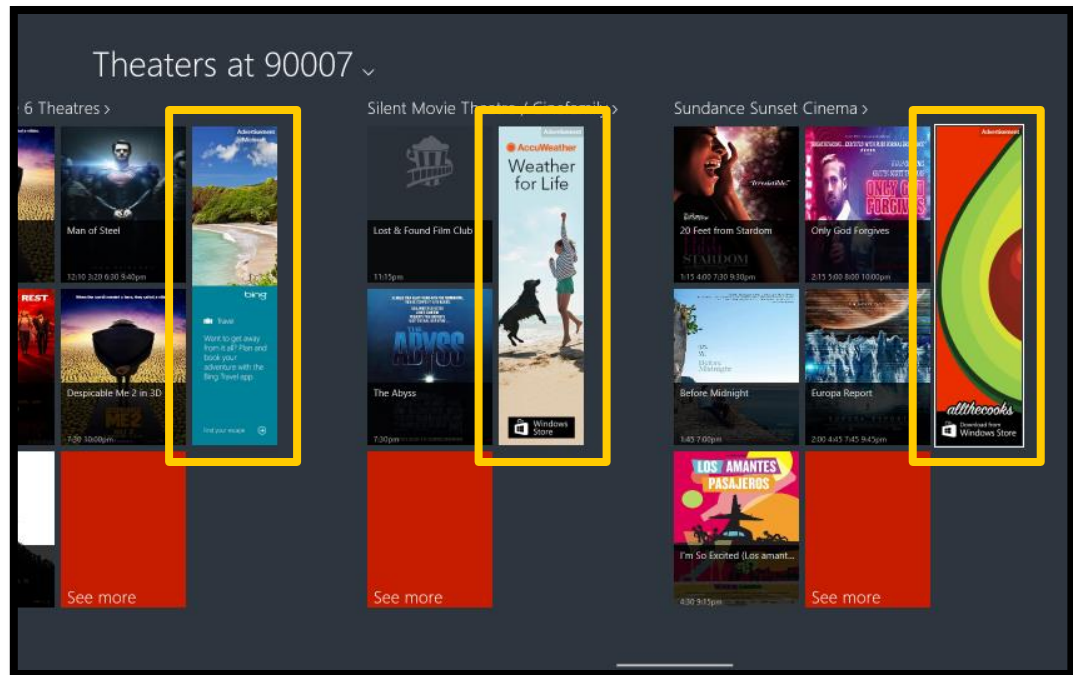 Theaters at 90007
6 Theatres >
REST
Man of Steel
12:10 3:20 6:30 9:40pm
Despicable Me 2 in 3D
ME2
7:30 10:00pm
See more
Advertisement
@Microsoft
bing
Travel
Want to get away
from it all? Plan and
book your
adventure with the
Bing Travel app
Find your escape
Silent Movie Theatre / Cinefamily >
Lost & Found Film Club
11:15pm
THE
ABYSS
The Abyss
7:30pm
See more
Advertisement
AccuWeather
Weather
for Life
Windows
Store
Sundance Sunset Cinema >
"Irresistible."
20 Feet from Stardom
STARDOM
1:15 4:00 7:30 9:30pm
ONLY GOD
FORGIVES
Only God Forgives
2:15 5:00 8:00 10:00pm
Before Midnight
1:45 7:00pm
Europa Report
2:00 4:45 7:45 9:45pm
LOS AMANTES
PASAJEROS
I'm So Excited (Los amant...
4:30 9:15pm
See more
Advertisement
allthecooks
Download from
Windows Store